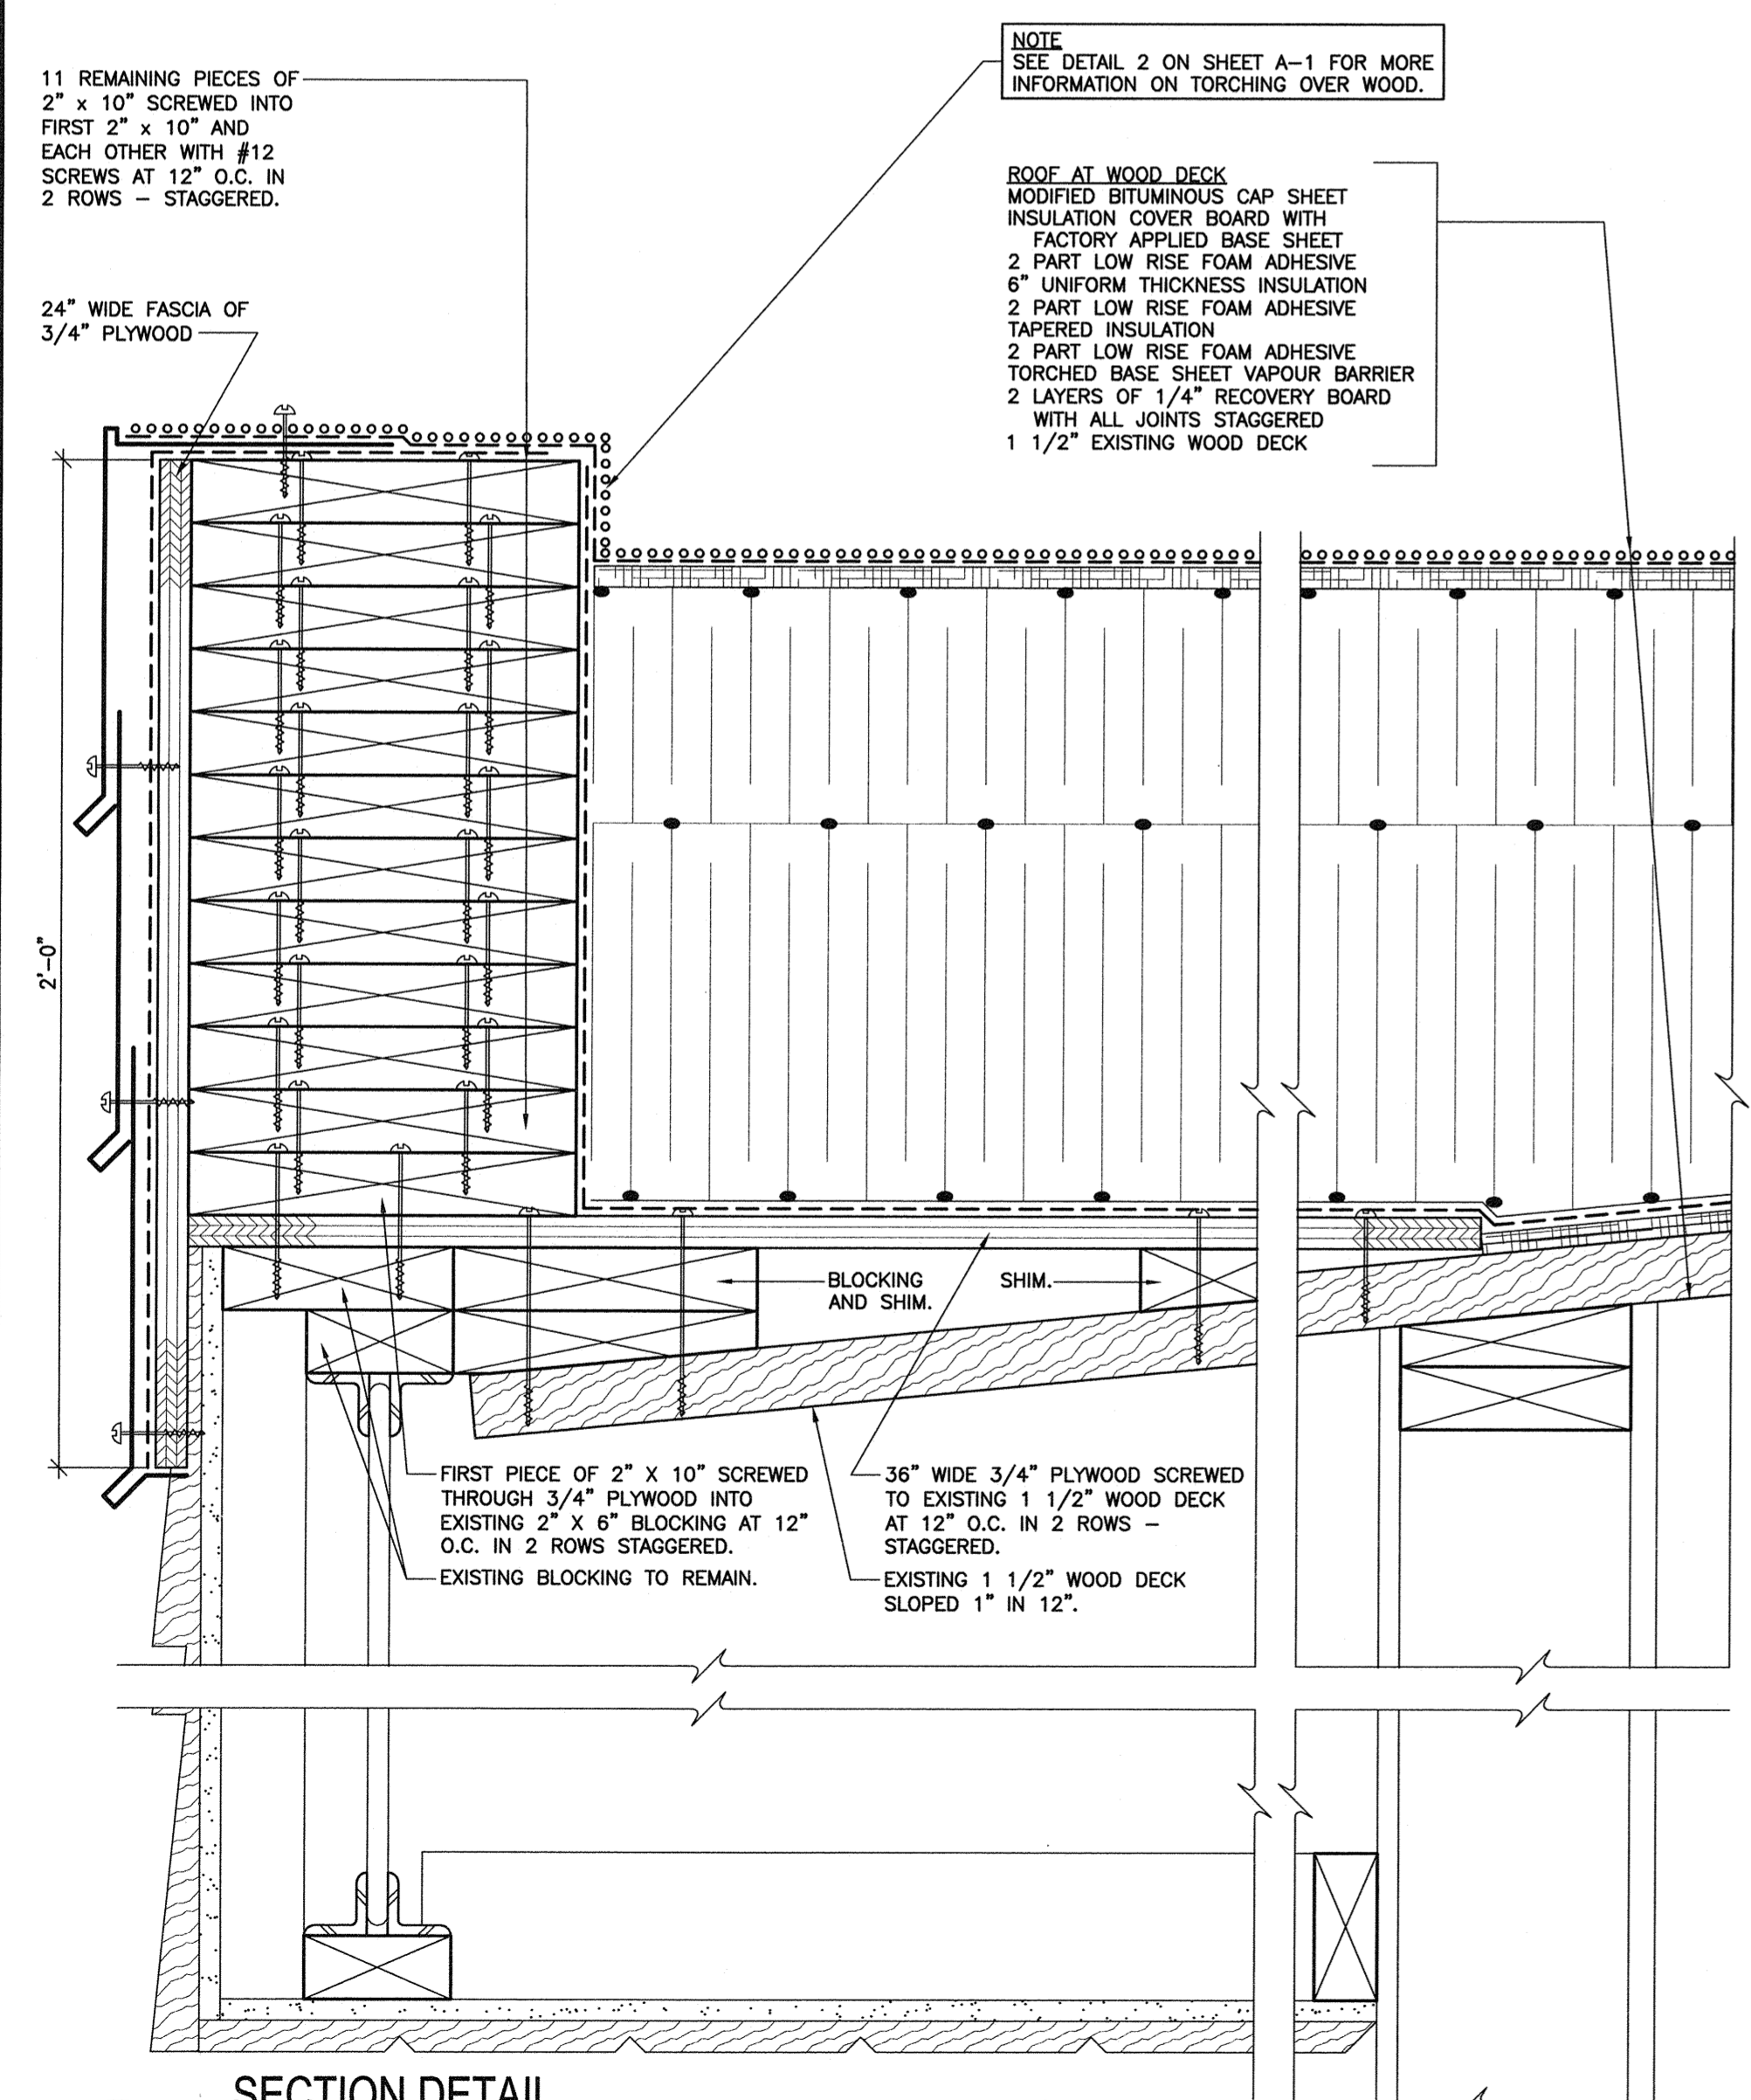 11 REMAINING PIECES OF
2" x 10" SCREWED INTO
FIRST 2" x 10" AND
EACH OTHER WITH #12
SCREWS AT 12" O.C. IN
2 ROWS – STAGGERED.
24" WIDE FASCIA OF
3/4" PLYWOOD
NOTE
SEE DETAIL 2 ON SHEET A–1 FOR MORE
INFORMATION ON TORCHING OVER WOOD.
ROOF AT WOOD DECK
MODIFIED BITUMINOUS CAP SHEET
INSULATION COVER BOARD WITH
FACTORY APPLIED BASE SHEET
2 PART LOW RISE FOAM ADHESIVE
6" UNIFORM THICKNESS INSULATION
2 PART LOW RISE FOAM ADHESIVE
TAPERED INSULATION
2 PART LOW RISE FOAM ADHESIVE
TORCHED BASE SHEET VAPOUR BARRIER
2 LAYERS OF 1/4" RECOVERY BOARD
WITH ALL JOINTS STAGGERED
1 1/2" EXISTING WOOD DECK
2'–0"
BLOCKING
AND SHIM.
SHIM.
FIRST PIECE OF 2" X 10" SCREWED
THROUGH 3/4" PLYWOOD INTO
EXISTING 2" X 6" BLOCKING AT 12"
O.C. IN 2 ROWS STAGGERED.
EXISTING BLOCKING TO REMAIN.
36" WIDE 3/4" PLYWOOD SCREWED
TO EXISTING 1 1/2" WOOD DECK
AT 12" O.C. IN 2 ROWS –
STAGGERED.
EXISTING 1 1/2" WOOD DECK
SLOPED 1" IN 12".
SECTION DETAIL